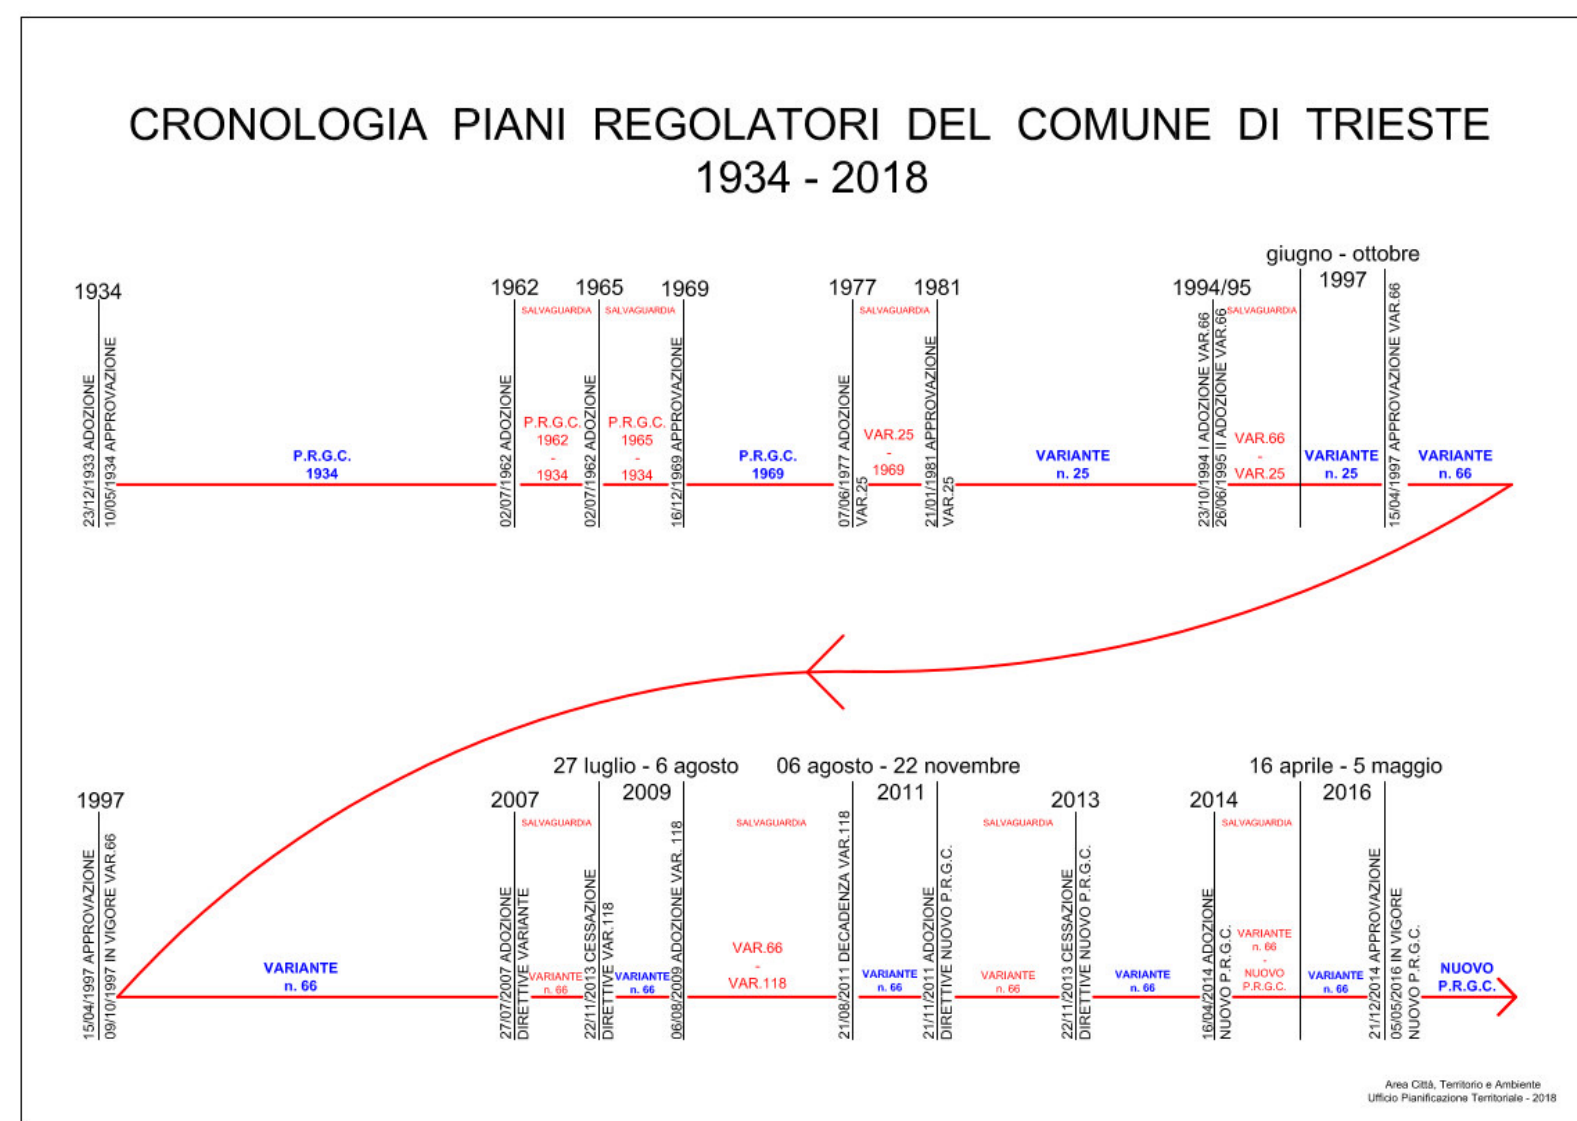 CRONOLOGIA PIANI REGOLATORI DEL COMUNE DI TRIESTE
1934 - 2018
1934
23/12/1933 ADOZIONE
10/05/1934 APPROVAZIONE
P.R.G.C.
1934
1962
02/07/1962 ADOZIONE
SALVAGUARDIA
P.R.G.C.
1962
-
1934
1965
02/07/1962 ADOZIONE
SALVAGUARDIA
P.R.G.C.
1965
-
1934
1969
16/12/1969 APPROVAZIONE
P.R.G.C.
1969
1977
07/06/1977 ADOZIONE
VAR.25
SALVAGUARDIA
VAR.25
-
1969
1981
21/01/1981 APPROVAZIONE
VAR.25
VARIANTE
n. 25
1994/95
23/10/1994 I ADOZIONE VAR.66
26/06/1995 II ADOZIONE VAR.66
SALVAGUARDIA
VAR.66
-
VAR.25
giugno - ottobre
1997
VARIANTE
n. 25
15/04/1997 APPROVAZIONE VAR.66
VARIANTE
n. 66
1997
15/04/1997 APPROVAZIONE
09/10/1997 IN VIGORE VAR.66
VARIANTE
n. 66
2007
27/07/2007 ADOZIONE
DIRETTIVE VARIANTE
SALVAGUARDIA
VARIANTE
n. 66
27 luglio - 6 agosto
2009
22/11/2013 CESSAZIONE
DIRETTIVE VAR.118
VARIANTE
n. 66
06/08/2009 ADOZIONE VAR. 118
SALVAGUARDIA
VAR.66
-
VAR.118
06 agosto - 22 novembre
2011
21/08/2011 DECADENZA VAR.118
VARIANTE
n. 66
21/11/2011 ADOZIONE
DIRETTIVE NUOVO P.R.G.C.
SALVAGUARDIA
VARIANTE
n. 66
2013
22/11/2013 CESSAZIONE
DIRETTIVE NUOVO P.R.G.C.
VARIANTE
n. 66
2014
16/04/2014 ADOZIONE
NUOVO P.R.G.C.
SALVAGUARDIA
VARIANTE
n. 66
-
NUOVO
P.R.G.C.
16 aprile - 5 maggio
2016
VARIANTE
n. 66
21/12/2014 APPROVAZIONE
05/05/2016 IN VIGORE
NUOVO P.R.G.C.
NUOVO
P.R.G.C.
Area Città, Territorio e Ambiente
Ufficio Pianificazione Territoriale - 2018